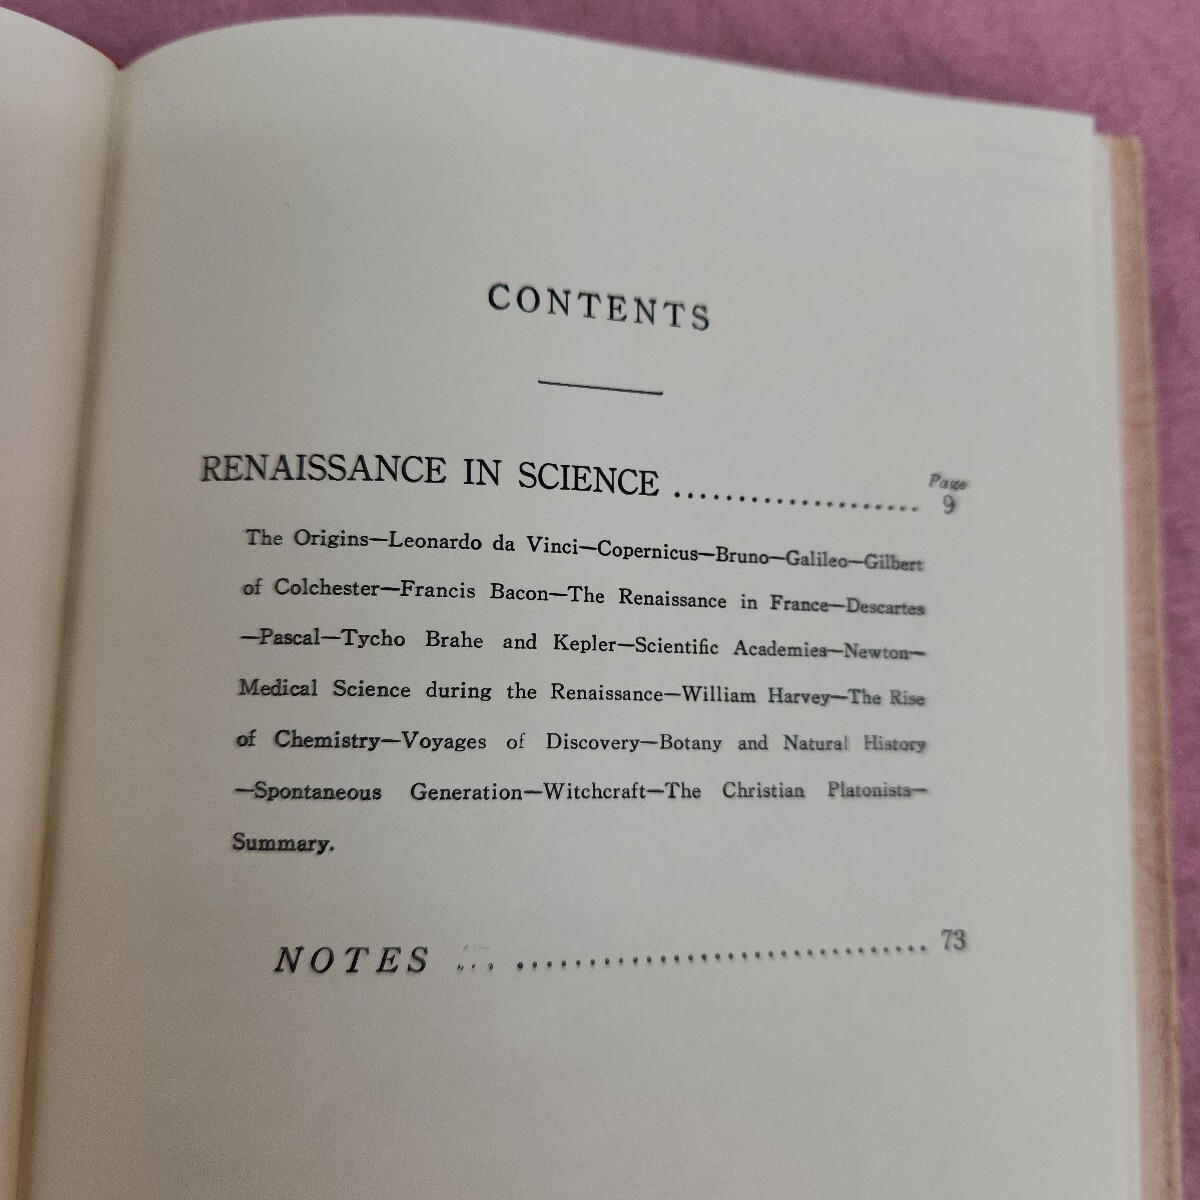 CONTENTS
Page
RENAISSANCE IN SCIENCE .................... 9
The Origins—Leonardo da Vinci—Copernicus—Bruno—Galileo—Gilbert
of Colchester—Francis Bacon—The Renaissance in France—Descartes
—Pascal—Tycho Brahe and Kepler—Scientific Academies—Newton—
Medical Science during the Renaissance—William Harvey—The Rise
of Chemistry—Voyages of Discovery—Botany and Natural History
—Spontaneous Generation—Witchcraft—The Christian Platonists—
Summary.
NOTES ..................................... 73